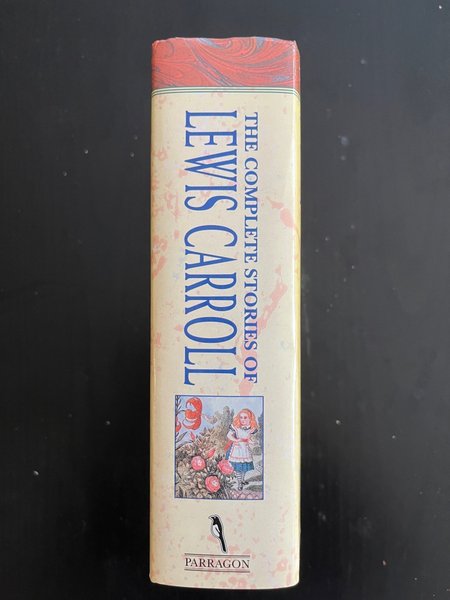 THE COMPLETE STORIES OF
LEWIS CARROLL
PARRAGON